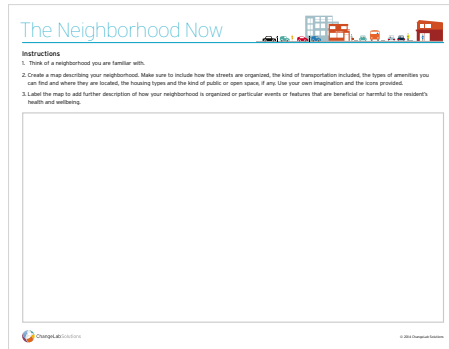 The Neighborhood Now
Instructions
1. Think of a neighborhood you are familiar with.
2. Create a map describing your neighborhood. Make sure to include how the streets are organized, the kind of transportation included, the types of amenities you
can find and where they are located, the housing types and the kind of public or open space, if any. Use your own imagination and the icons provided.
3. Label the map to add further description of how your neighborhood is organized or particular events or features that are beneficial or harmful to the resident's
health and wellbeing.
ChangeLabSolutions
© 2014 ChangeLab Solutions